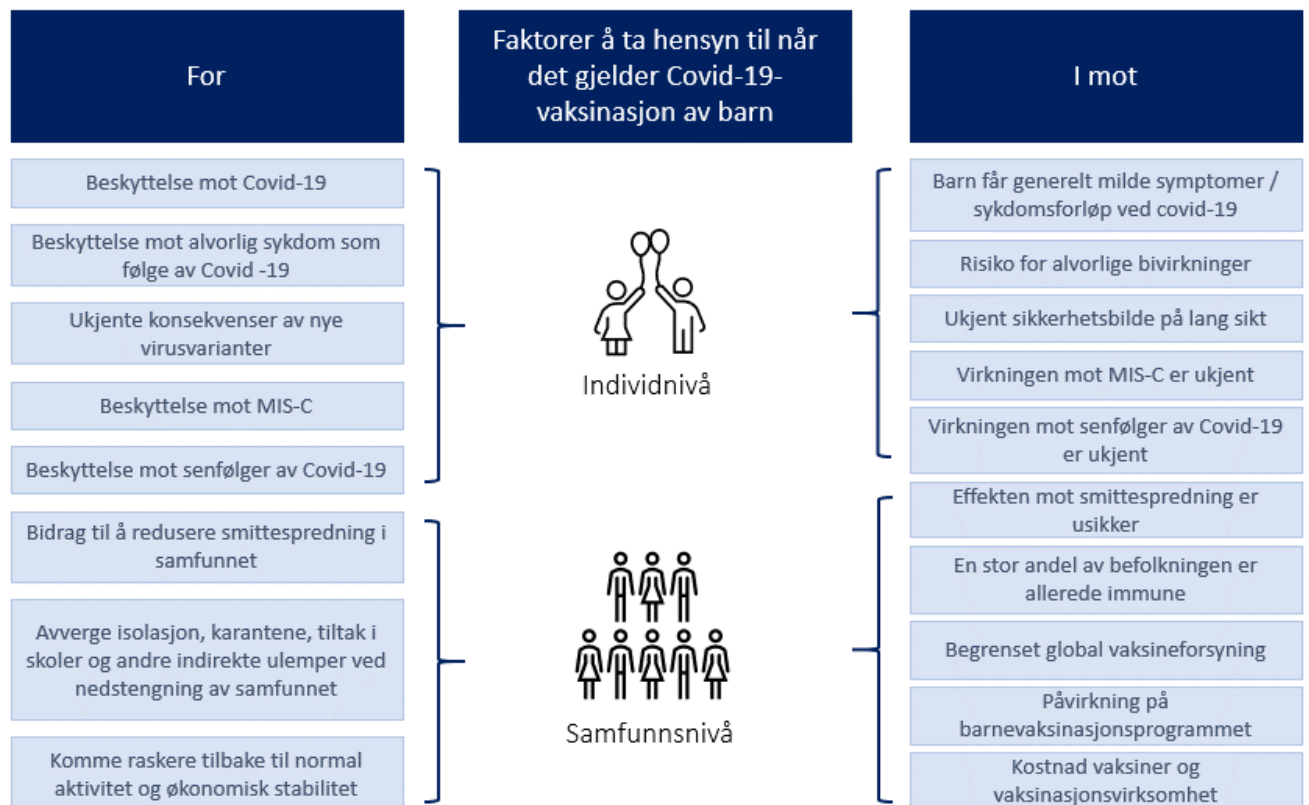 For
Faktorer å ta hensyn til når
det gjelder Covid-19-
vaksinasjon av barn
I mot
Beskyttelse mot Covid-19
Beskyttelse mot alvorlig sykdom som
følge av Covid -19
Ukjente konsekvenser av nye
virusvarianter
Beskyttelse mot MIS-C
Beskyttelse mot senfølger av Covid-19
Bidrag til å redusere smittespredning i
samfunnet
Avverge isolasjon, karantene, tiltak i
skoler og andre indirekte ulemper ved
nedstengning av samfunnet
Komme raskere tilbake til normal
aktivitet og økonomisk stabilitet
Individnivå
Samfunnsnivå
Barn får generelt milde symptomer /
sykdomsforløp ved covid-19
Risiko for alvorlige bivirkninger
Ukjent sikkerhetsbilde på lang sikt
Virkningen mot MIS-C er ukjent
Virkningen mot senfølger av Covid-19
er ukjent
Effekten mot smittespredning er
usikker
En stor andel av befolkningen er
allerede immune
Begrenset global vaksineforsyning
Påvirkning på
barnevaksinasjonsprogrammet
Kostnad vaksiner og
vaksinasjonsvirksomhet